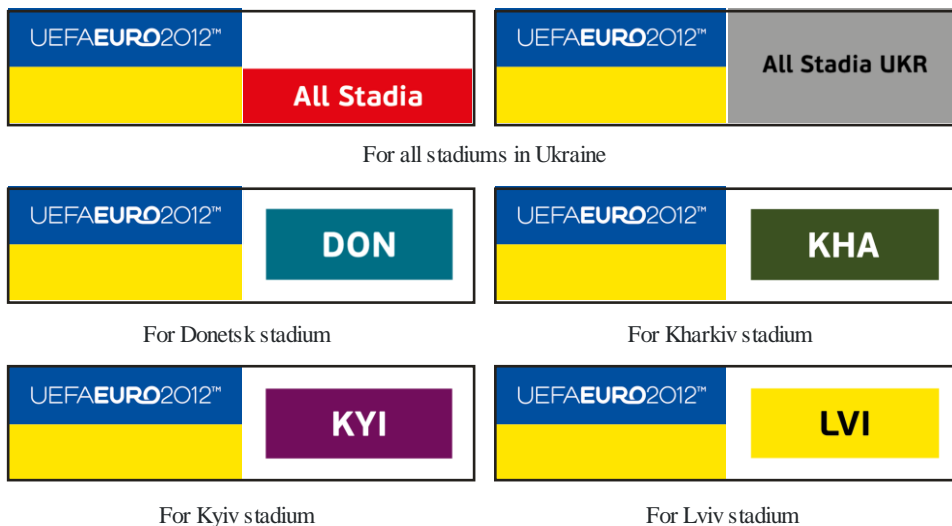 UEFAEURO2012™ UEFAEURO2012™
All Stadia All Stadia UKR
For all stadiums in Ukraine
UEFAEURO2012™ DON UEFAEURO2012™ KHA
For Donetsk stadium For Kharkiv stadium
UEFAEURO2012™ KYI UEFAEURO2012™ LVI
For Kyiv stadium For Lviv stadium